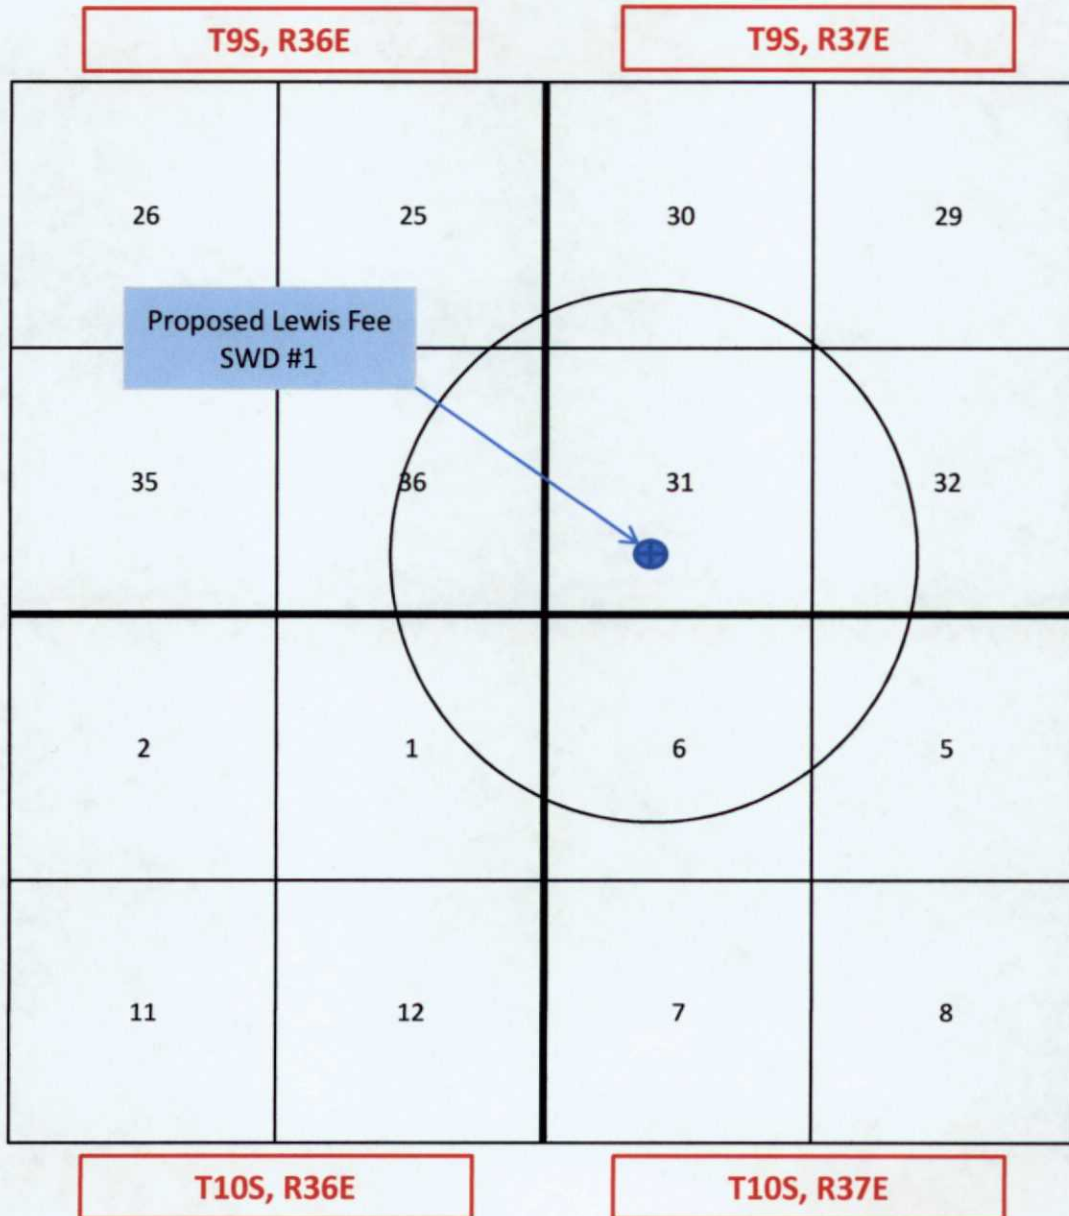 T9S, R36E
T9S, R37E
26
25
30
29
Proposed Lewis Fee
SWD #1
35
36
31
32
2
1
6
5
11
12
7
8
T10S, R36E
T10S, R37E